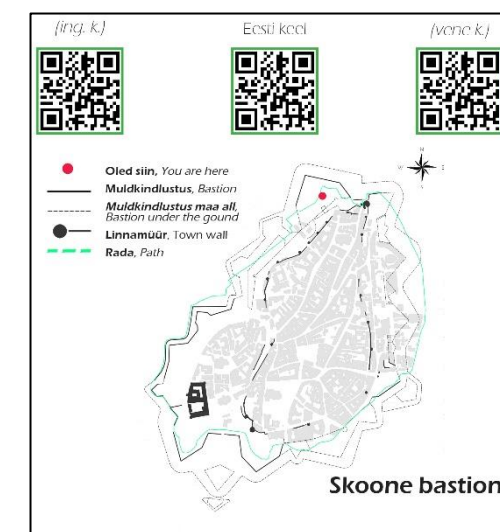 (ing. k.) Eesti keel (vene k.)
Oled siin, You are here
Muldkindlustus, Bastion
Muldkindlustus maa all,
Bastion under the gound
Linnamüür, Town wall
Rada, Path
N
W E
S
Skoone bastion